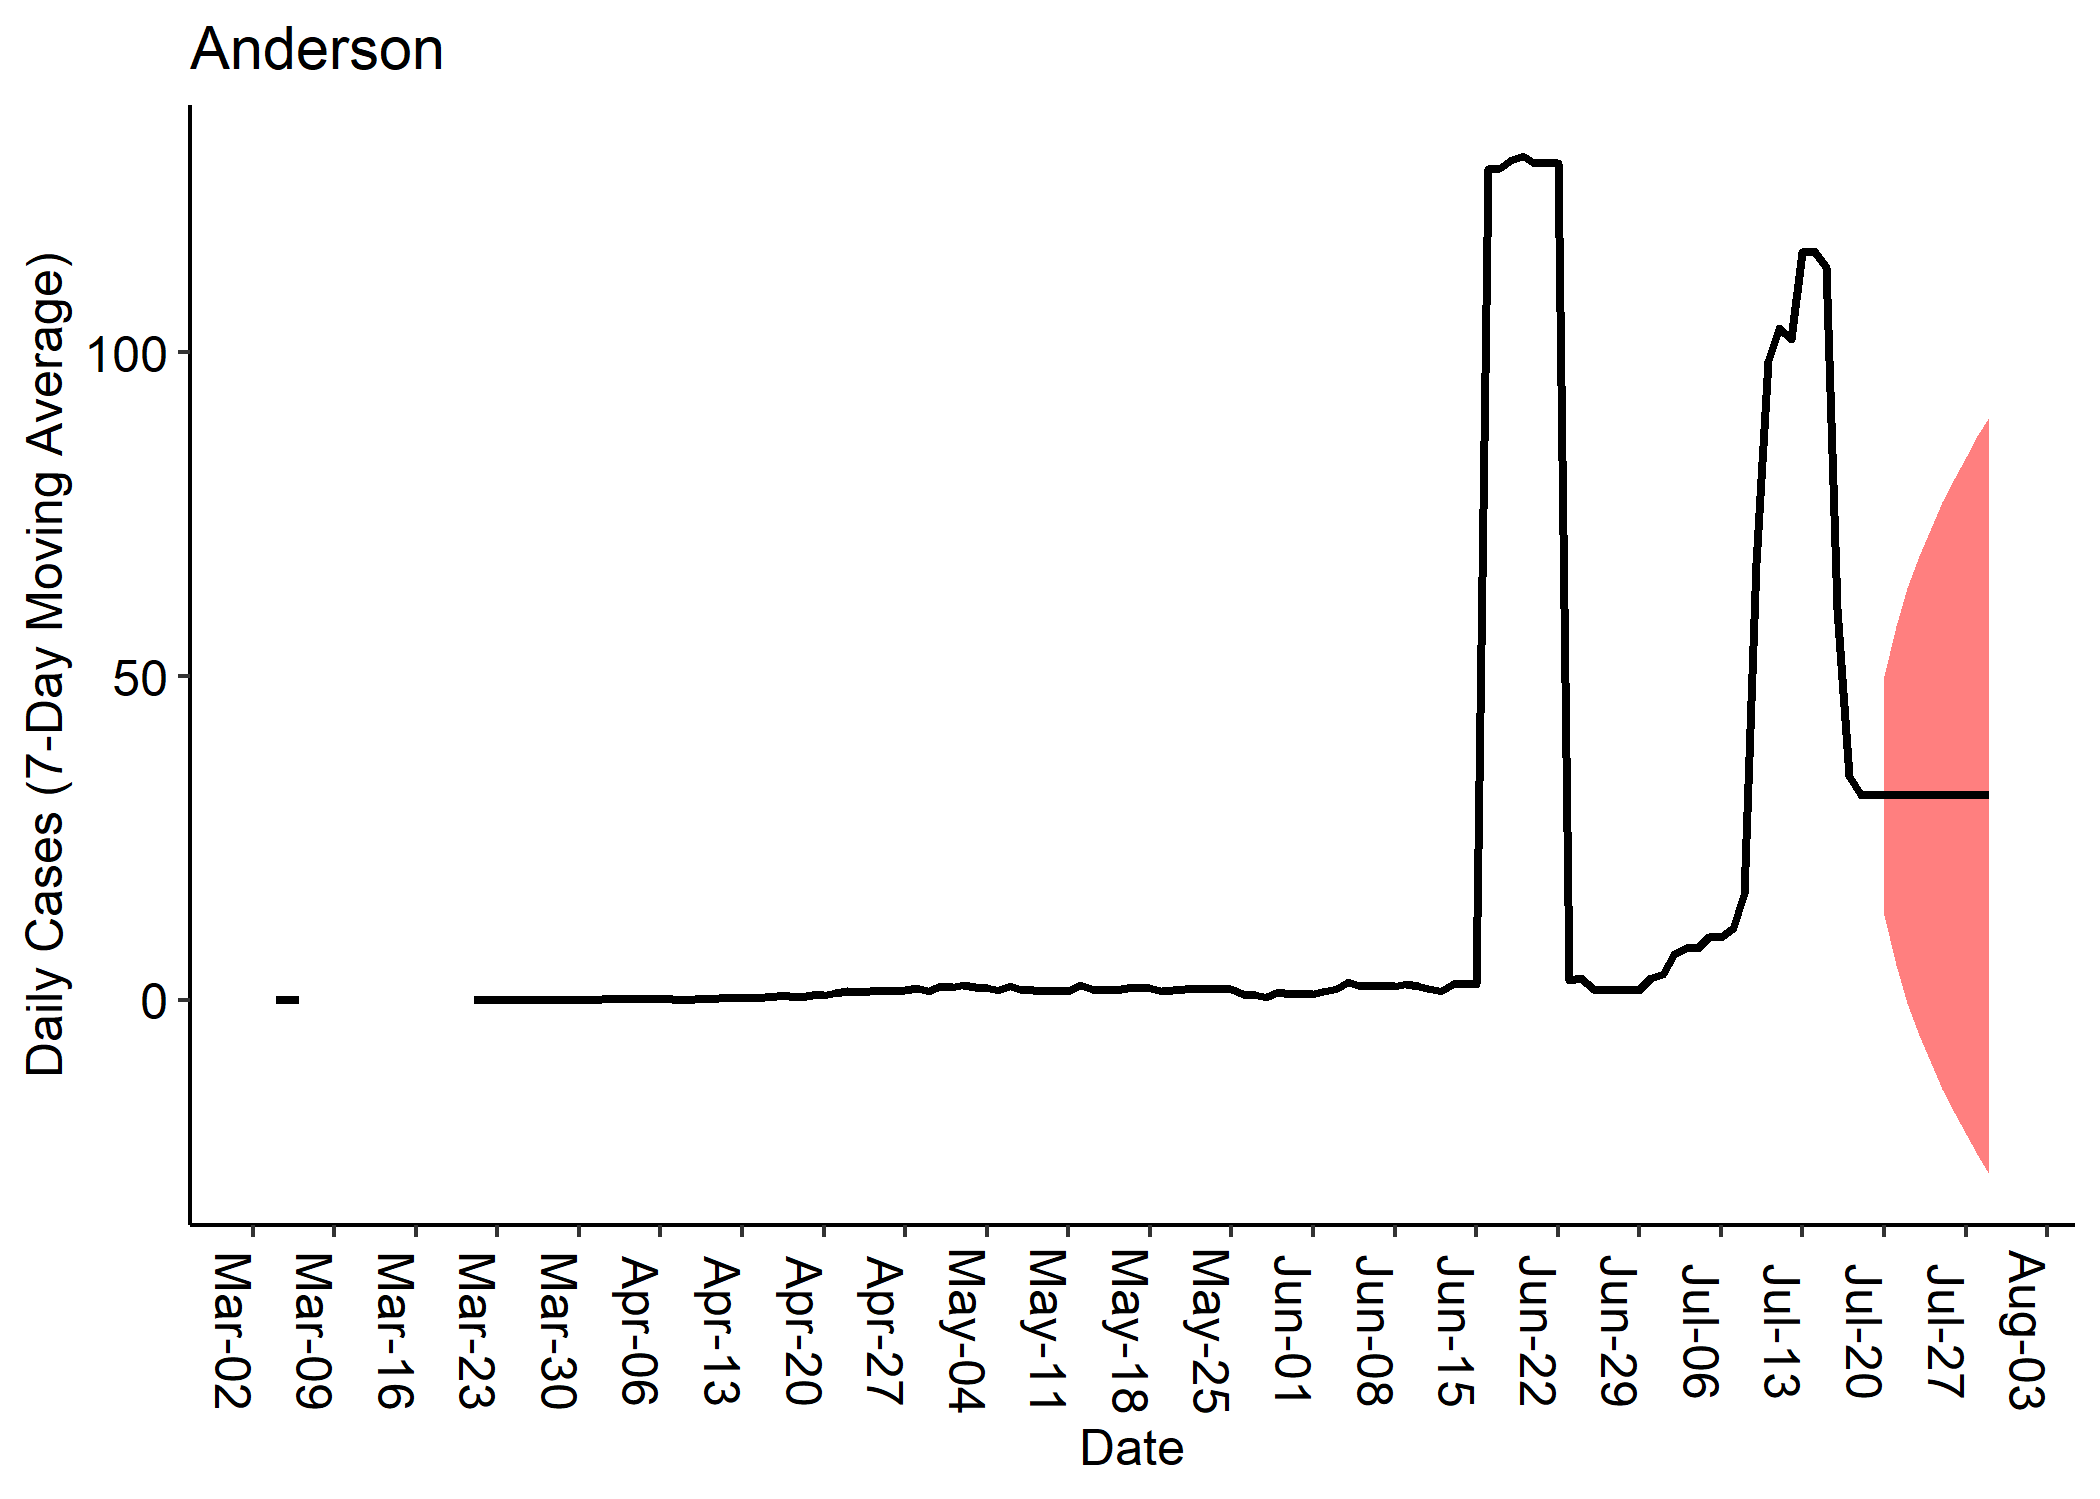 Anderson
Daily Cases (7-Day Moving Average)
100
50
0
Mar-02
Mar-09
Mar-16
Mar-23
Mar-30
Apr-06
Apr-13
Apr-20
Apr-27
May-04
May-11
May-18
May-25
Jun-01
Jun-08
Jun-15
Jun-22
Jun-29
Jul-06
Jul-13
Jul-20
Jul-27
Aug-03
Date